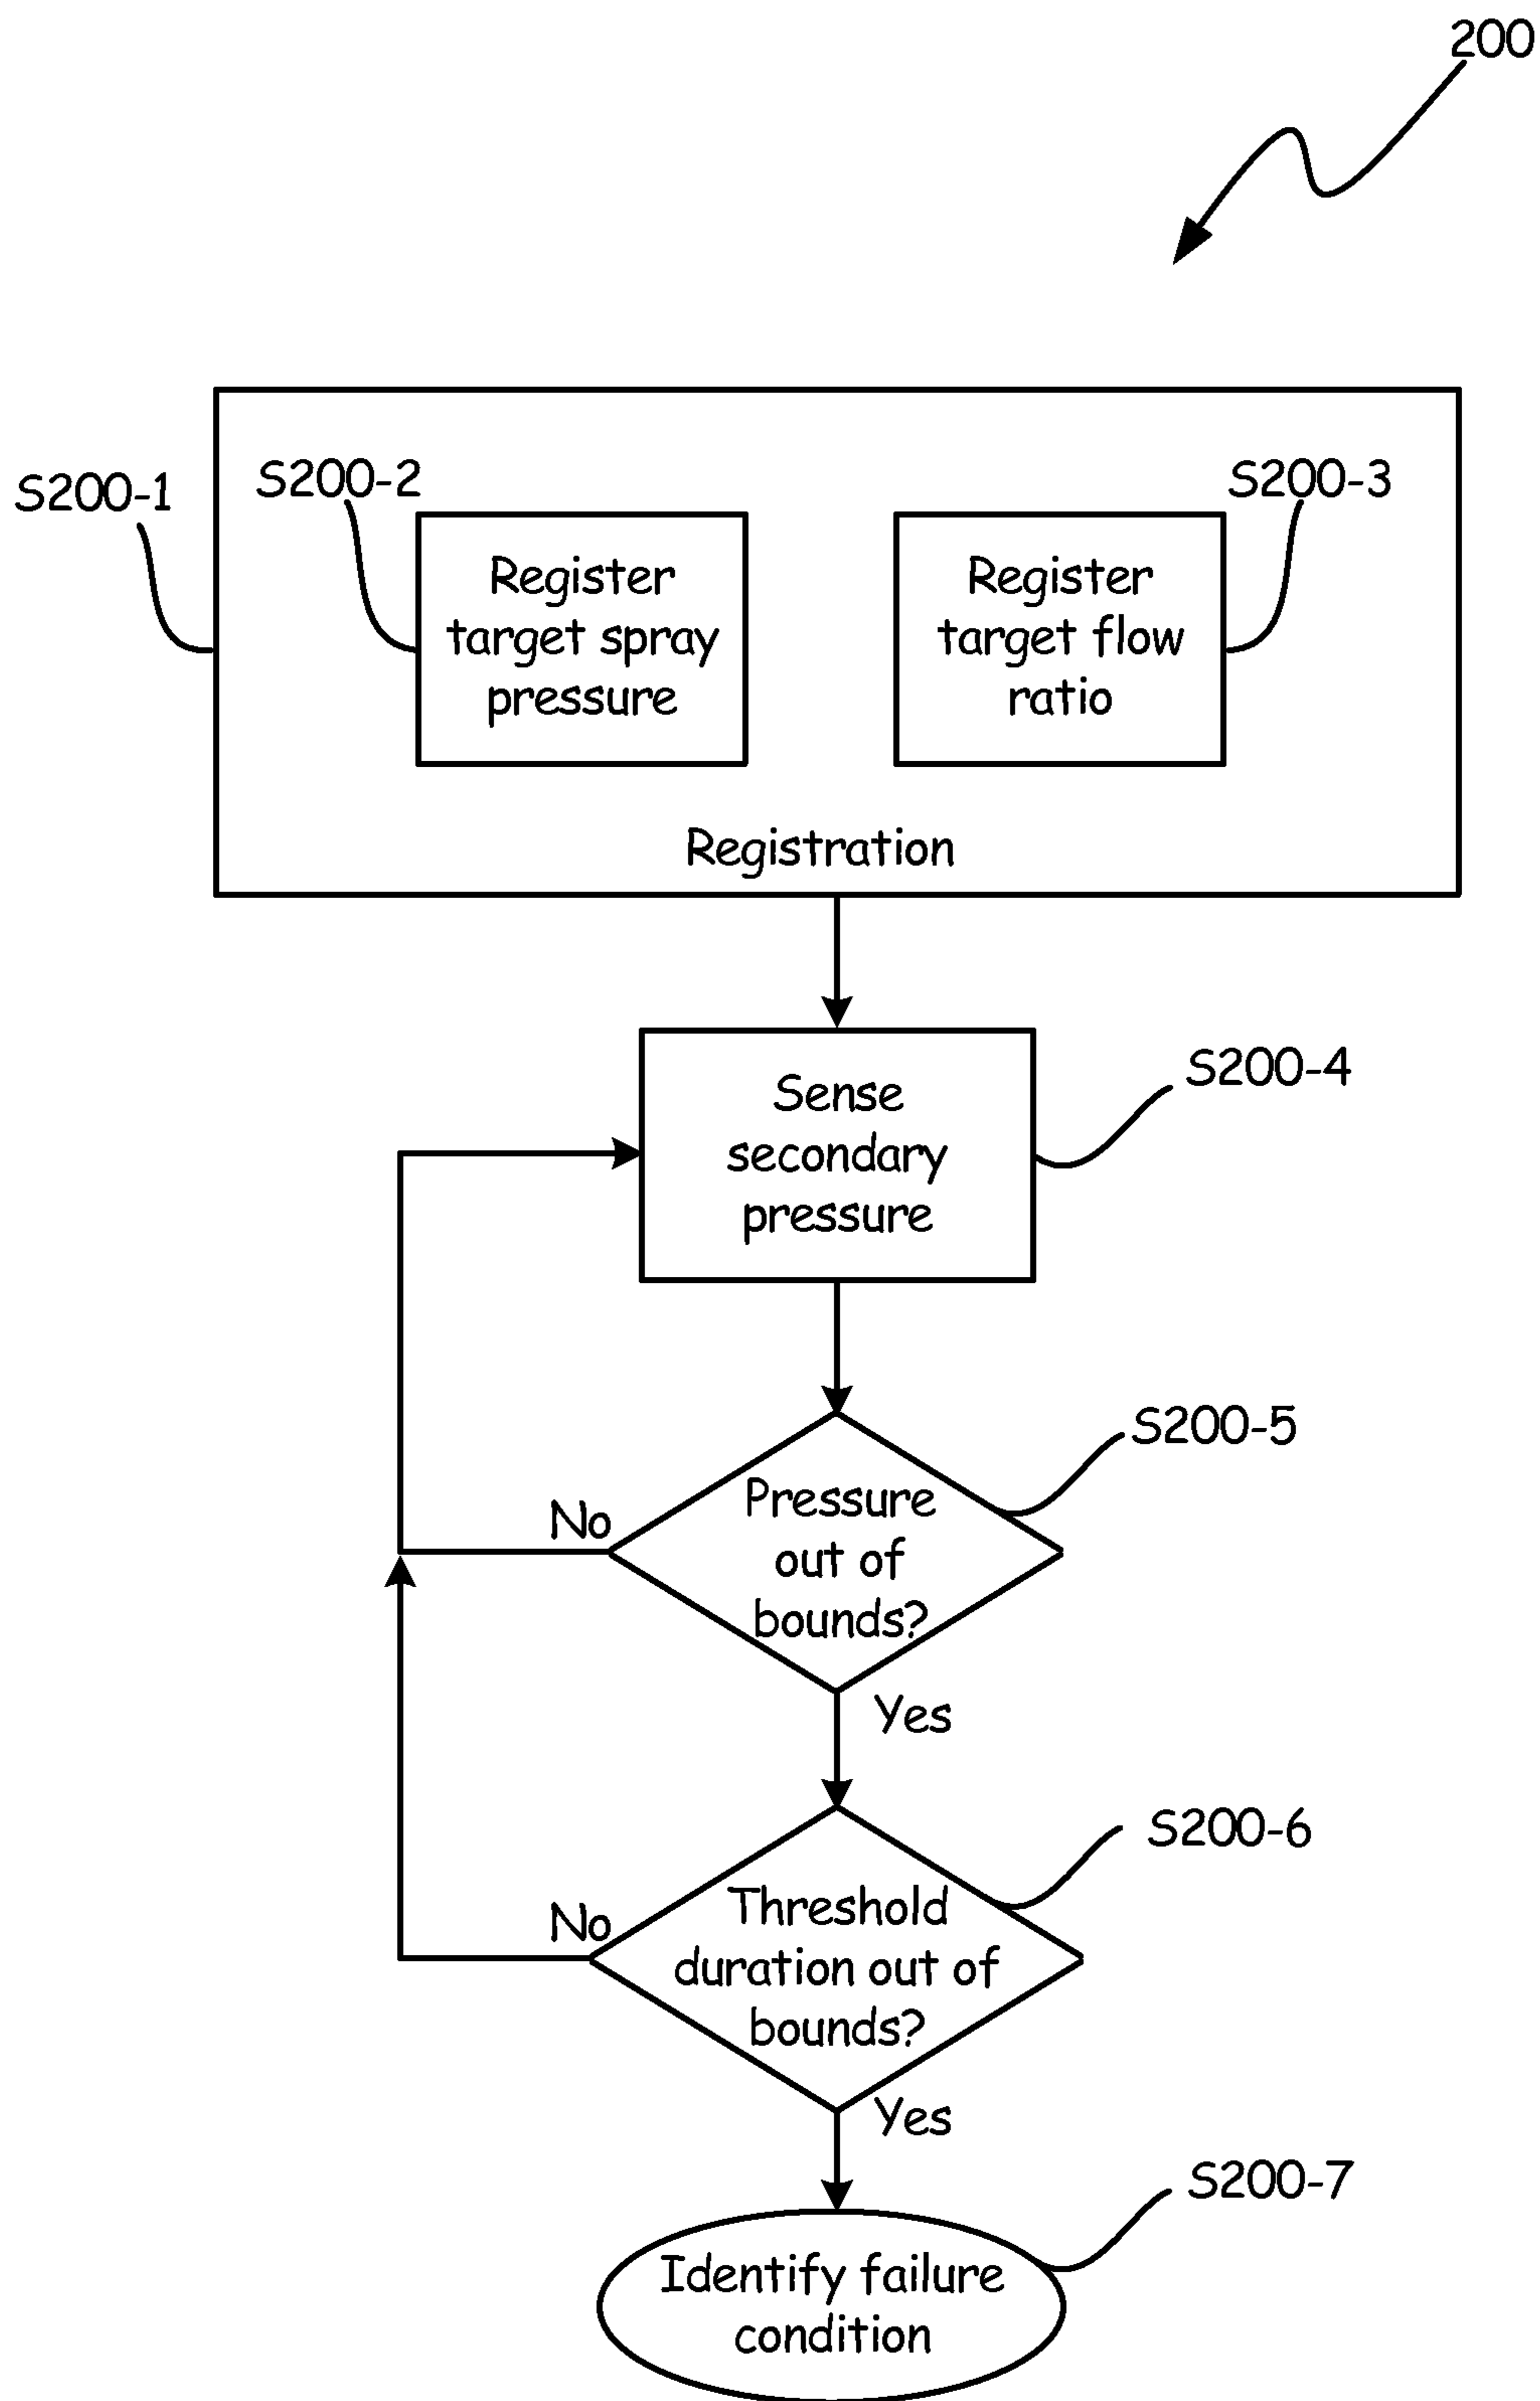 200
S200-1
S200-2
S200-3
Register
target spray
pressure
Register
target flow
ratio
Registration
Sense
secondary
pressure
S200-4
S200-5
Pressure
out of
bounds?
No
Yes
S200-6
Threshold
duration out of
bounds?
No
Yes
S200-7
Identify failure
condition